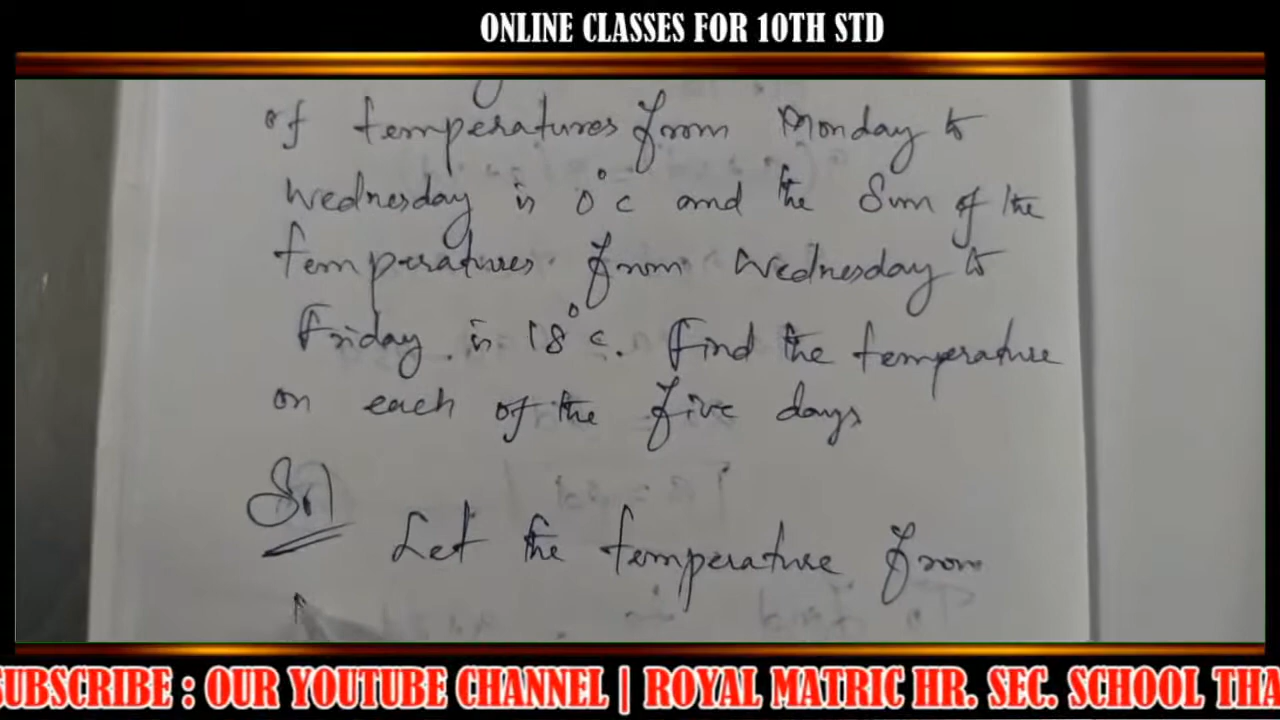 ONLINE CLASSES FOR 10TH STD
of temperatures from Monday to
Wednesday is 0°c and the Sum of the
temperatures from Wednesday to
Friday is 18°c. Find the temperature
on each of the five days
Sol
Let the temperature from
SUBSCRIBE : OUR YOUTUBE CHANNEL | ROYAL MATRIC HR. SEC. SCHOOL THA